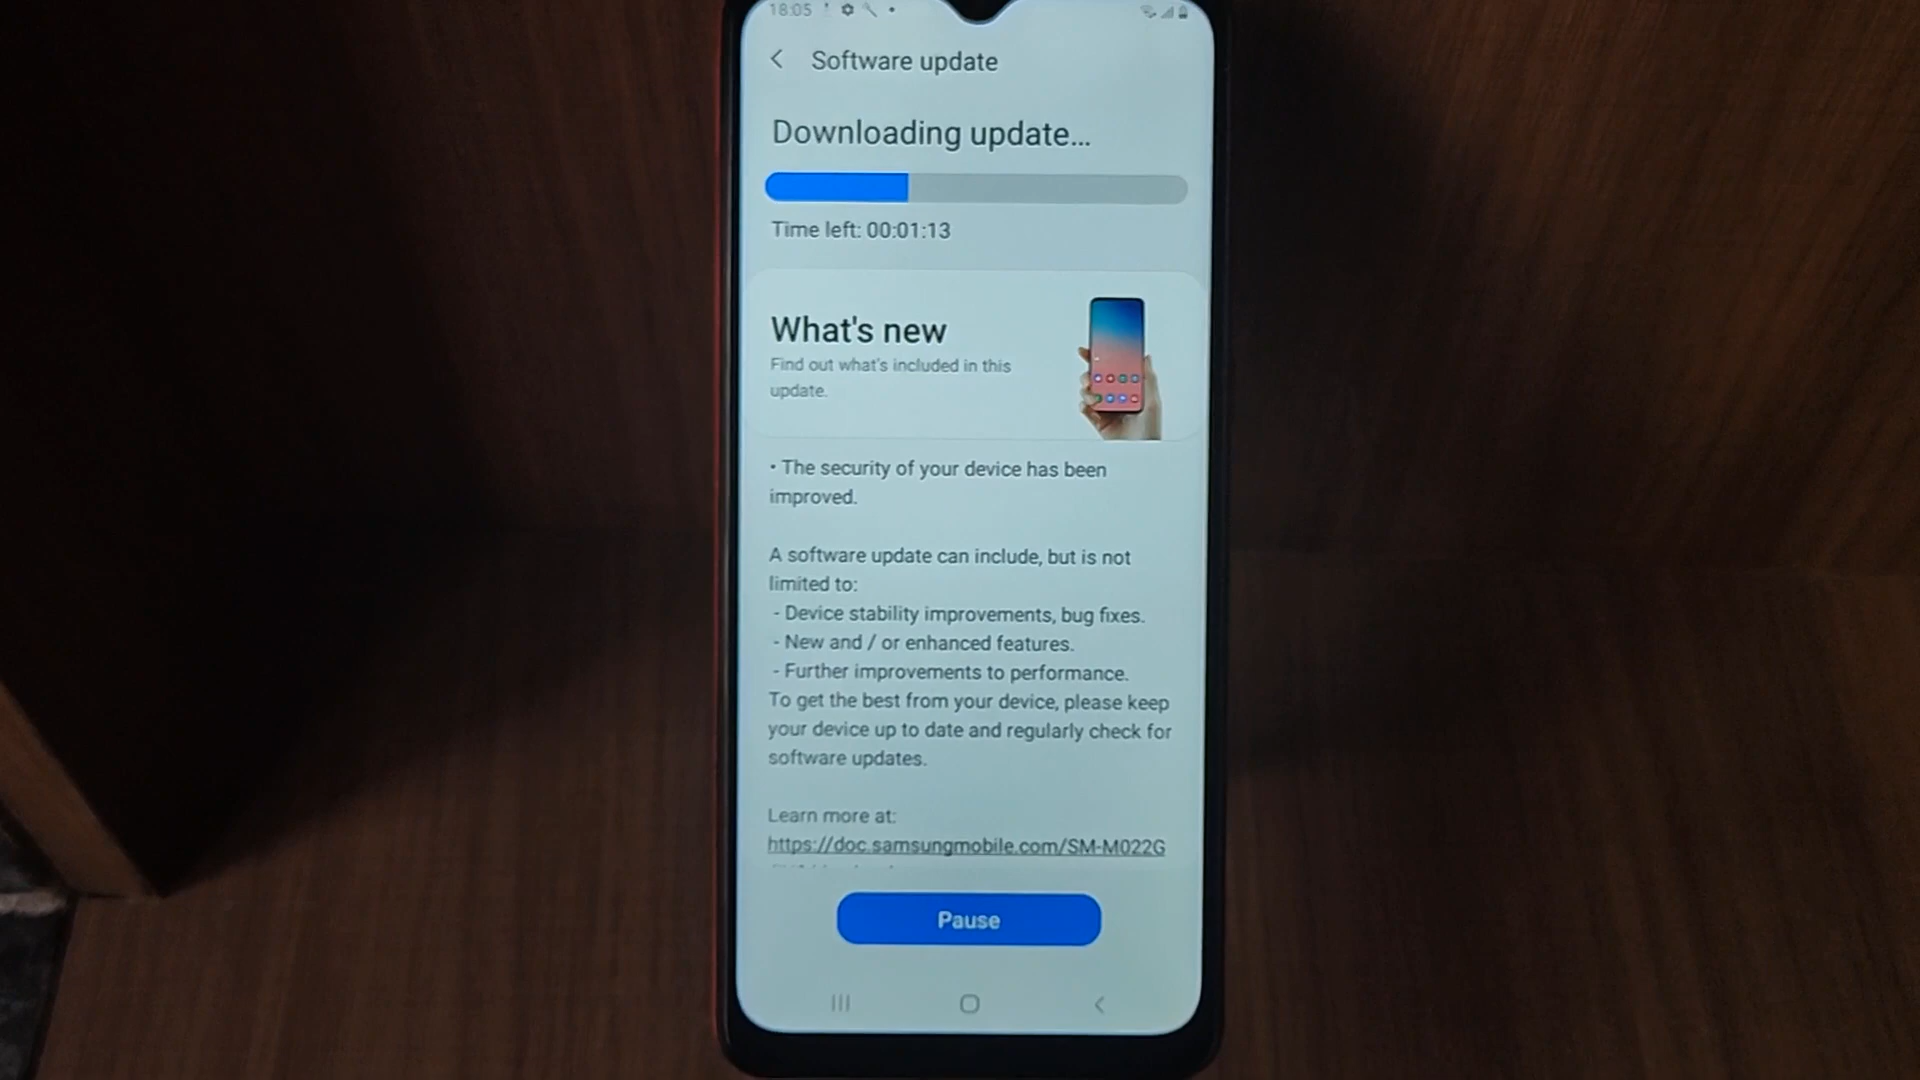 18:05
Software update
Downloading update...
Time left: 00:01:13
What's new
Find out what's included in this
update.
• The security of your device has been
improved.
A software update can include, but is not
limited to:
- Device stability improvements, bug fixes.
- New and / or enhanced features.
- Further improvements to performance.
To get the best from your device, please keep
your device up to date and regularly check for
software updates.
Learn more at:
https://doc.samsungmobile.com/SM-M022G
Pause